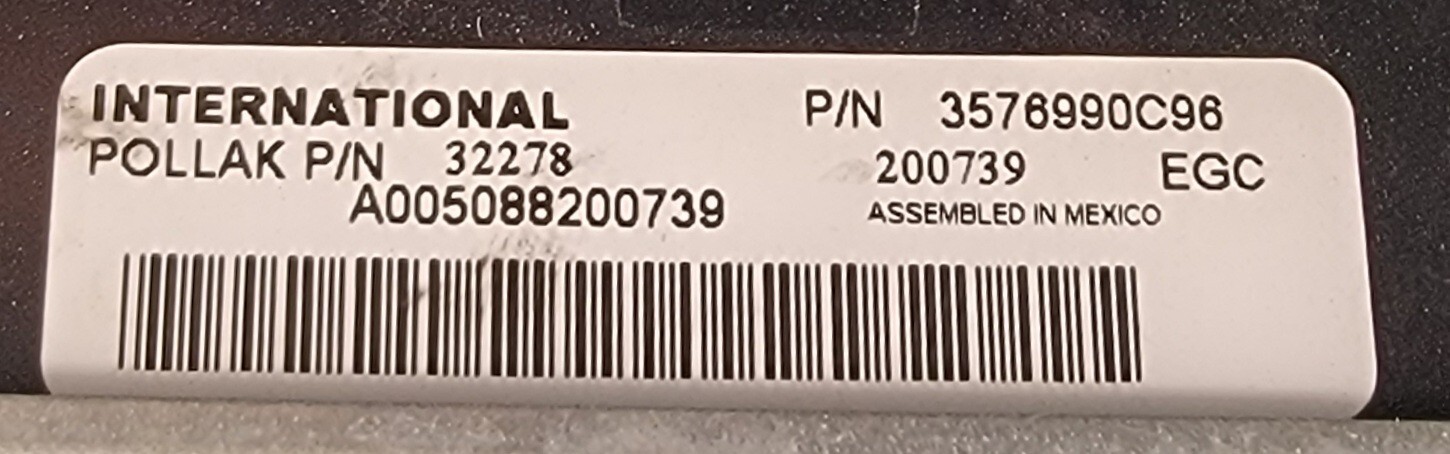 INTERNATIONAL P/N 3576990C96
POLLAK P/N 32278 200739 EGC
A005088200739 ASSEMBLED IN MEXICO